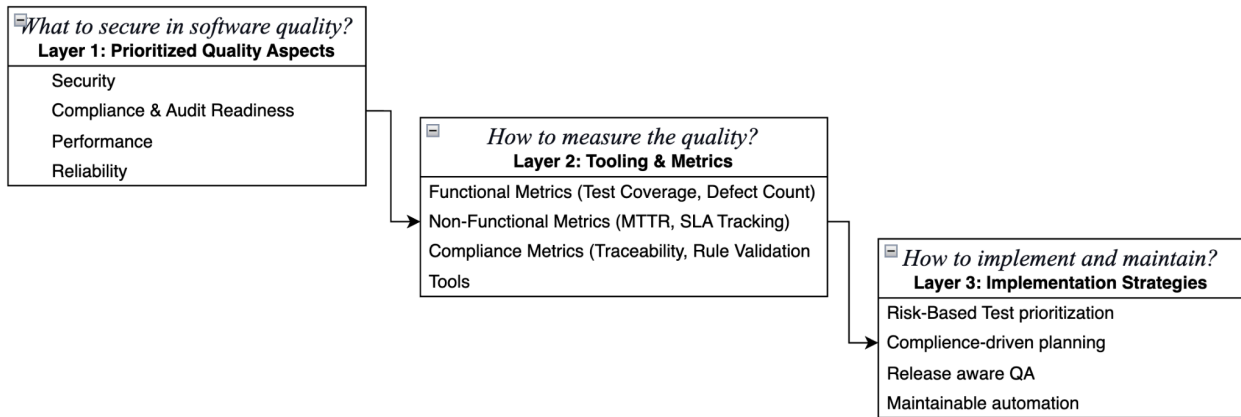 What to secure in software quality?
Layer 1: Prioritized Quality Aspects
Security
Compliance & Audit Readiness
Performance
Reliability
How to measure the quality?
Layer 2: Tooling & Metrics
Functional Metrics (Test Coverage, Defect Count)
Non-Functional Metrics (MTTR, SLA Tracking)
Compliance Metrics (Traceability, Rule Validation
Tools
How to implement and maintain?
Layer 3: Implementation Strategies
Risk-Based Test prioritization
Complience-driven planning
Release aware QA
Maintainable automation